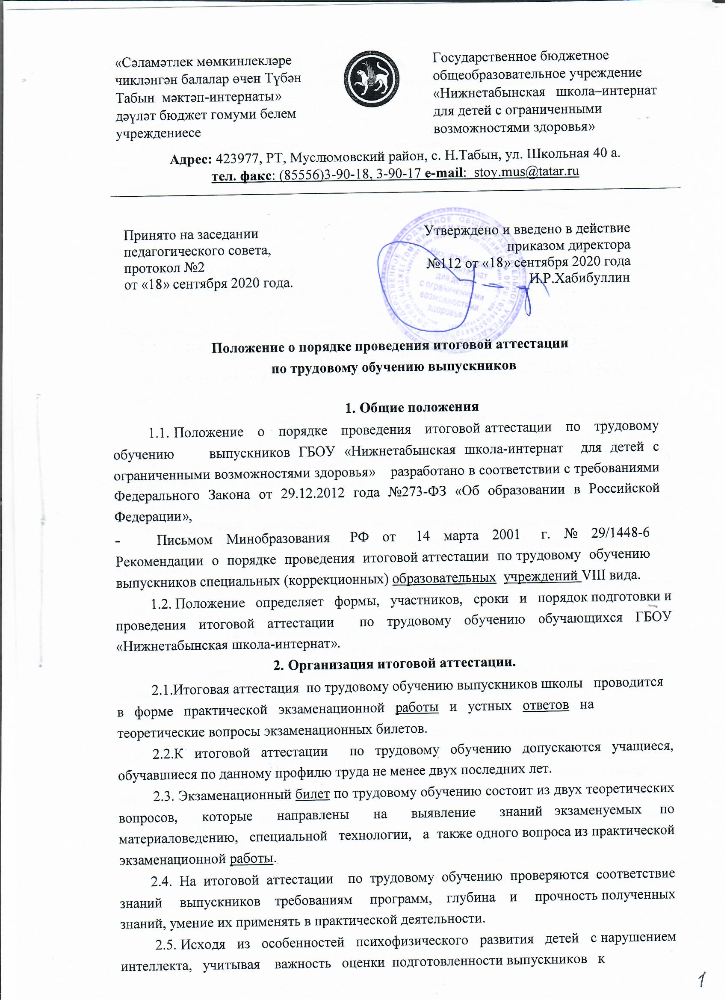 «Сәламәтлек мөмкинлекләре
чикләнгән балалар өчен Түбән
Табын мәктәп-интернаты»
дәүләт бюджет гомуми белем
учреждениесе
Государственное бюджетное
общеобразовательное учреждение
«Нижнетабынская школа–интернат
для детей с ограниченными
возможностями здоровья»
Адрес: 423977, РТ, Муслюмовский район, с. Н.Табын, ул. Школьная 40 а.
тел. факс: (85556)3-90-18, 3-90-17 e-mail: stoy.mus@tatar.ru
Принято на заседании
педагогического совета,
протокол №2
от «18» сентября 2020 года.
Утверждено и введено в действие
приказом директора
№112 от «18» сентября 2020 года
И.Р.Хабибуллин
с ограниченными
возможностями
здоровья»
Положение о порядке проведения итоговой аттестации
по трудовому обучению выпускников
1. Общие положения
1.1. Положение о порядке проведения итоговой аттестации по трудовому
обучению выпускников ГБОУ «Нижнетабынская школа-интернат для детей с
ограниченными возможностями здоровья» разработано в соответствии с требованиями
Федерального Закона от 29.12.2012 года №273-ФЗ «Об образовании в Российской
Федерации»,
- Письмом Минобразования РФ от 14 марта 2001 г. № 29/1448-6
Рекомендации о порядке проведения итоговой аттестации по трудовому обучению
выпускников специальных (коррекционных) образовательных учреждений VIII вида.
1.2. Положение определяет формы, участников, сроки и порядок подготовки и
проведения итоговой аттестации по трудовому обучению обучающихся ГБОУ
«Нижнетабынская школа-интернат».
2. Организация итоговой аттестации.
2.1.Итоговая аттестация по трудовому обучению выпускников школы проводится
в форме практической экзаменационной работы и устных ответов на
теоретические вопросы экзаменационных билетов.
2.2.К итоговой аттестации по трудовому обучению допускаются учащиеся,
обучавшиеся по данному профилю труда не менее двух последних лет.
2.3. Экзаменационный билет по трудовому обучению состоит из двух теоретических
вопросов, которые направлены на выявление знаний экзаменуемых по
материаловедению, специальной технологии, а также одного вопроса из практической
экзаменационной работы.
2.4. На итоговой аттестации по трудовому обучению проверяются соответствие
знаний выпускников требованиям программ, глубина и прочность полученных
знаний, умение их применять в практической деятельности.
2.5. Исходя из особенностей психофизического развития детей с нарушением
интеллекта, учитывая важность оценки подготовленности выпускников к
1